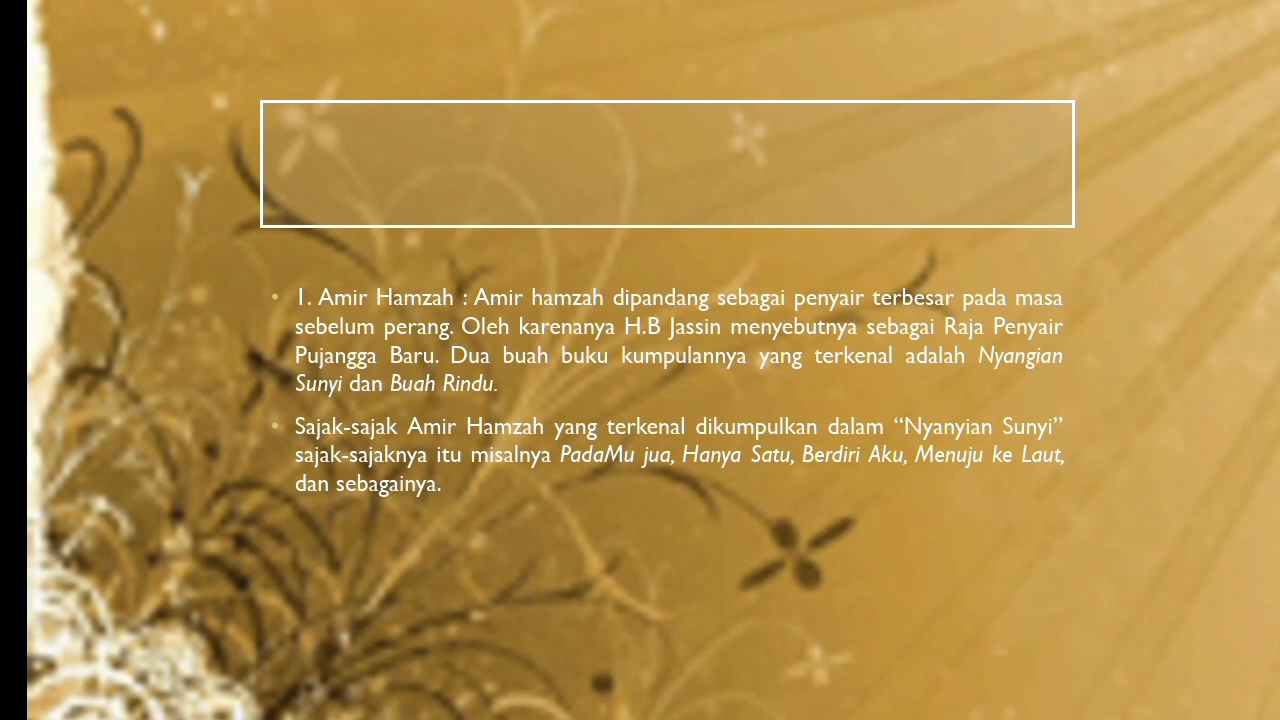 • 1. Amir Hamzah : Amir hamzah dipandang sebagai penyair terbesar pada masa
sebelum perang. Oleh karenanya H.B Jassin menyebutnya sebagai Raja Penyair
Pujangga Baru. Dua buah buku kumpulannya yang terkenal adalah Nyangian
Sunyi dan Buah Rindu.
• Sajak-sajak Amir Hamzah yang terkenal dikumpulkan dalam “Nyanyian Sunyi”
sajak-sajaknya itu misalnya PadaMu jua, Hanya Satu, Berdiri Aku, Menuju ke Laut,
dan sebagainya.